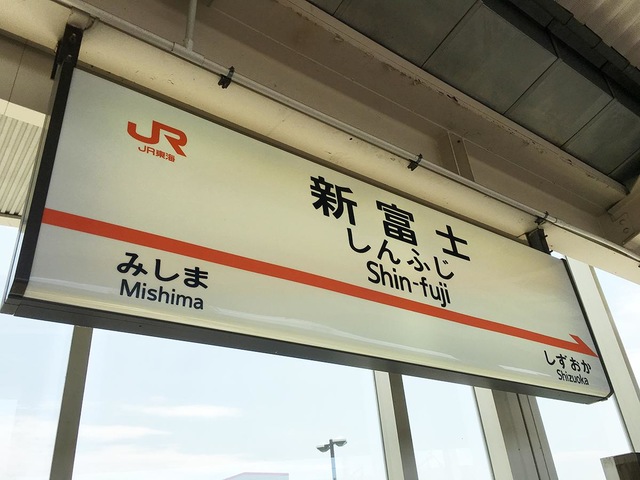 JR
JR東海
新富士
しんふじ
Shin-fuji
みしま
Mishima
しずおか
Shizuoka